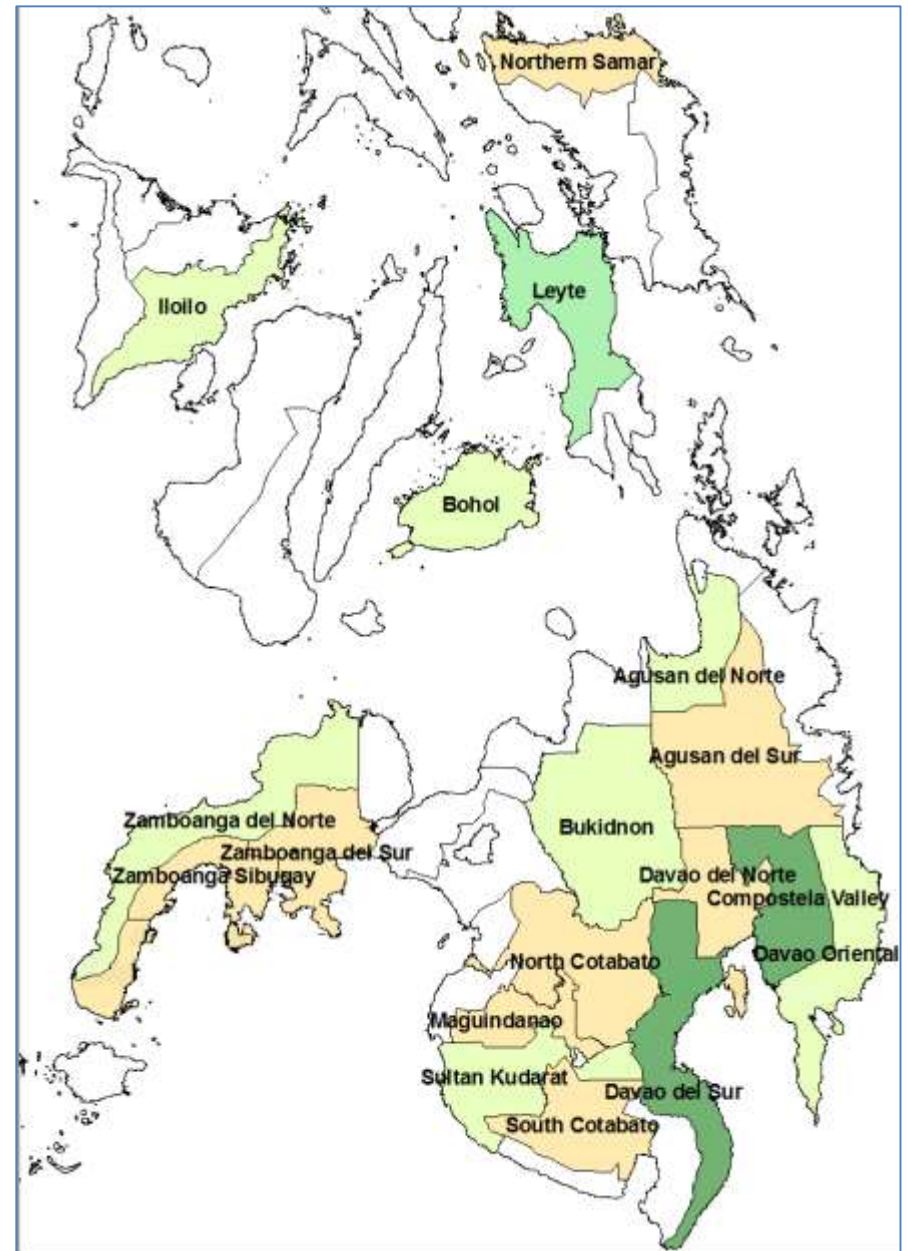 Northern Samar
Iloilo
Leyte
Bohol
Agusan del Norte
Agusan del Sur
Zamboanga del Norte
Bukidnon
Zamboanga del Sur
Zamboanga Sibugay
Davao del Norte
Compostela Valley
Davao Oriental
North Cotabato
Maguindanao
Sultan Kudarat
Davao del Sur
South Cotabato